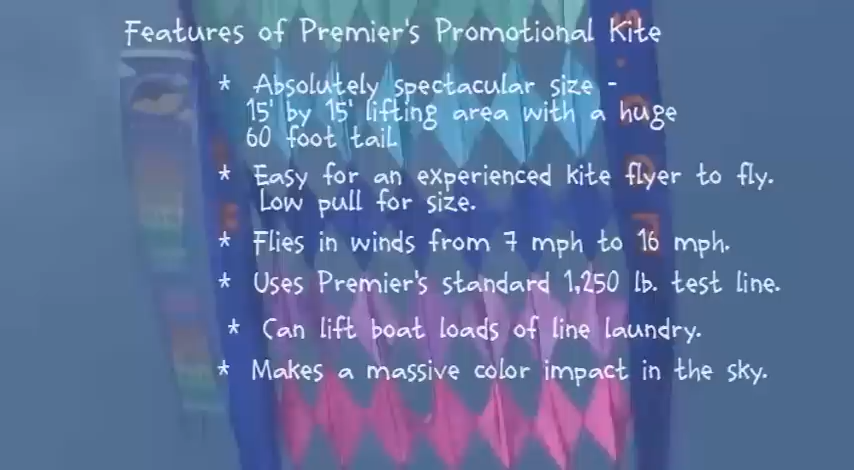 Features of Premier's Promotional Kite
* Absolutely spectacular size -
15' by 15' lifting area with a huge
60 foot tail
* Easy for an experienced kite flyer to fly.
Low pull for size.
* Flies in winds from 7 mph to 16 mph.
* Uses Premier's standard 1,250 lb. test line.
* Can lift boat loads of line laundry.
* Makes a massive color impact in the sky.